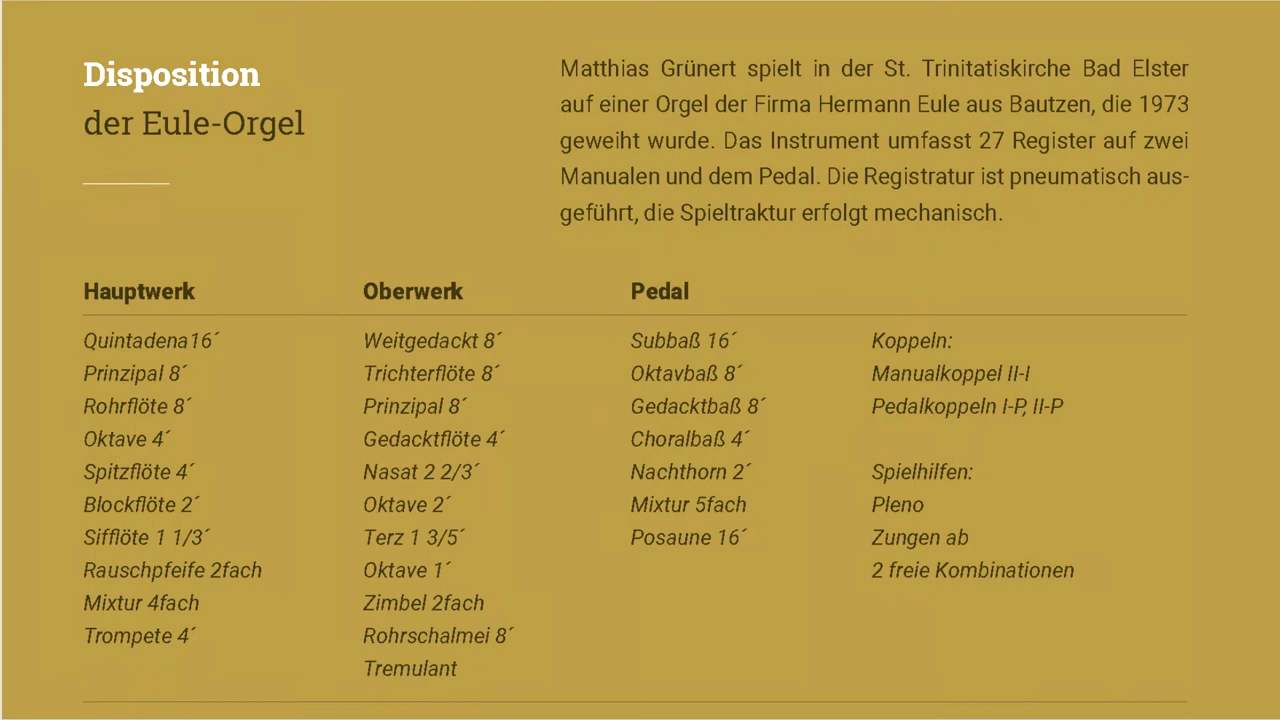 Disposition
der Eule-Orgel
Matthias Grünert spielt in der St. Trinitatiskirche Bad Elster
auf einer Orgel der Firma Hermann Eule aus Bautzen, die 1973
geweiht wurde. Das Instrument umfasst 27 Register auf zwei
Manualen und dem Pedal. Die Registratur ist pneumatisch aus-
geführt, die Spieltraktur erfolgt mechanisch.
Hauptwerk
Quintadena16´
Prinzipal 8´
Rohrflöte 8´
Oktave 4´
Spitzflöte 4´
Blockflöte 2´
Sifflöte 1 1/3´
Rauschpfeife 2fach
Mixtur 4fach
Trompete 4´
Oberwerk
Weitgedackt 8´
Trichterflöte 8´
Prinzipal 8´
Gedacktflöte 4´
Nasat 2 2/3´
Oktave 2´
Terz 1 3/5´
Oktave 1´
Zimbel 2fach
Rohrschalmei 8´
Tremulant
Pedal
Subbaß 16´
Oktavbaß 8´
Gedacktbaß 8´
Choralbaß 4´
Nachthorn 2´
Mixtur 5fach
Posaune 16´
Koppeln:
Manualkoppel II-I
Pedalkoppeln I-P, II-P
Spielhilfen:
Pleno
Zungen ab
2 freie Kombinationen